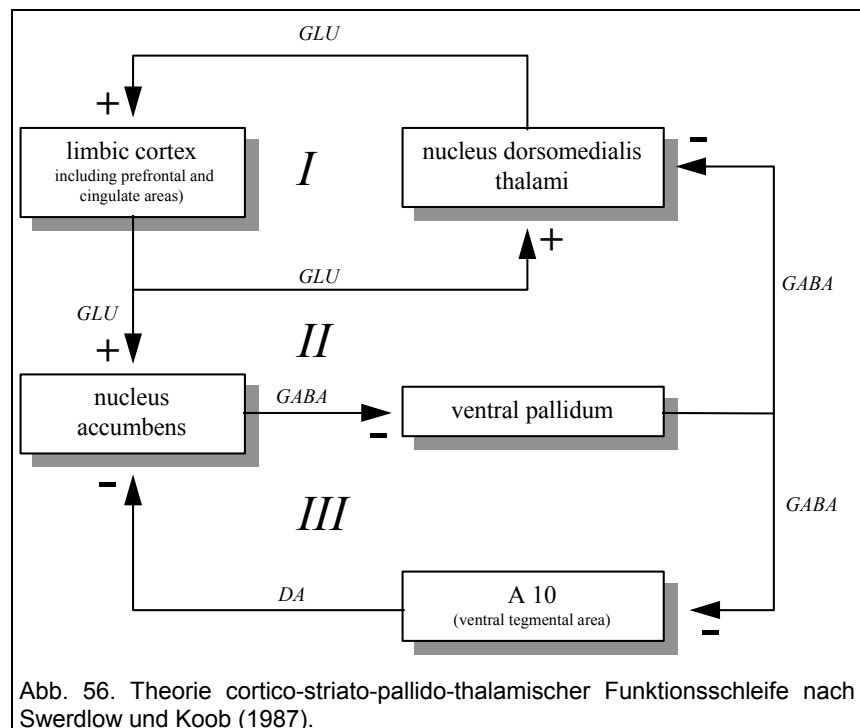 GLU
+
-
limbic cortex
including prefrontal and
cingulate areas)
I
nucleus dorsomedialis
thalami
+
GLU
GLU
GABA
+
II
nucleus
accumbens
GABA
-
ventral pallidum
-
III
GABA
DA
A 10
(ventral tegmental area)
-
Abb. 56. Theorie cortico-striato-pallido-thalamischer Funktionsschleife nach
Swerdlow und Koob (1987).